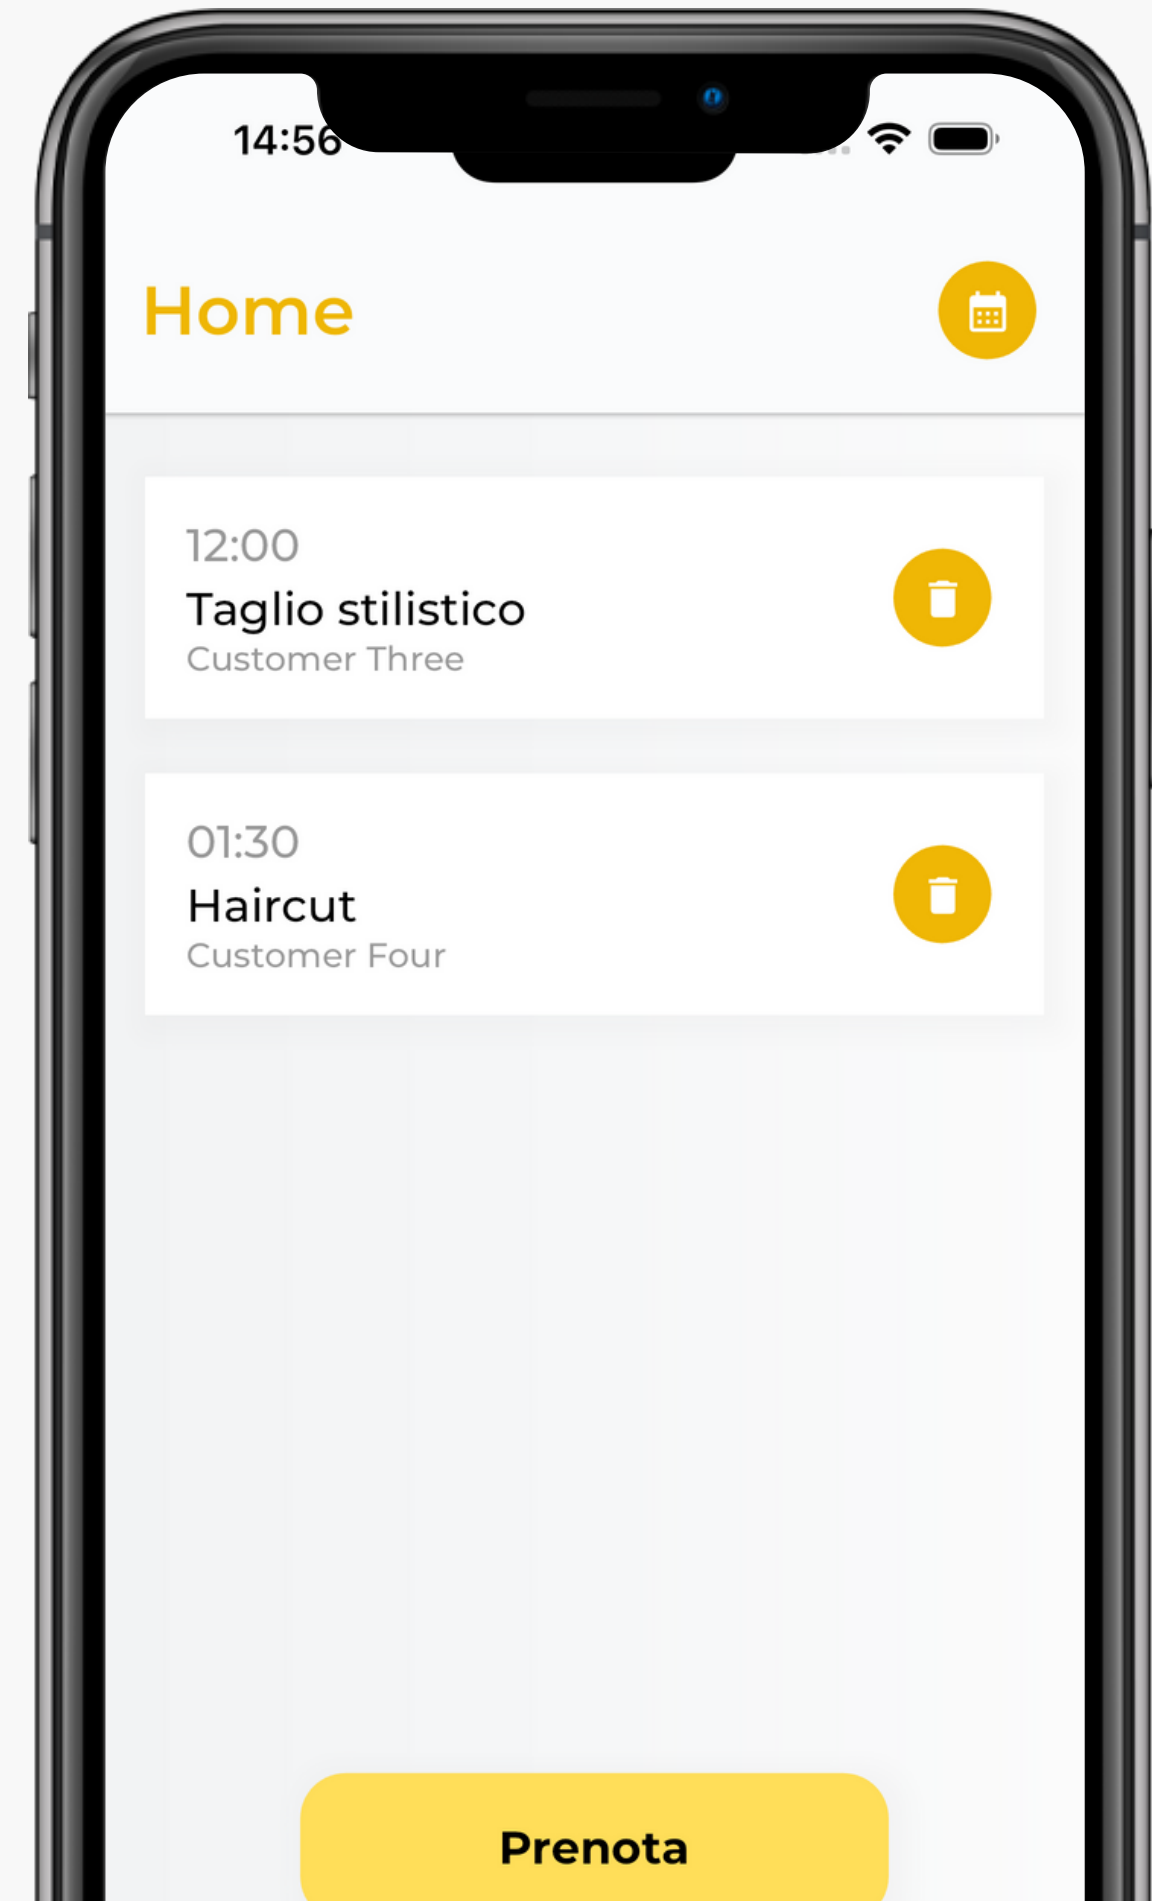 14:56
Home
12:00
Taglio stilistico
Customer Three
01:30
Haircut
Customer Four
Prenota